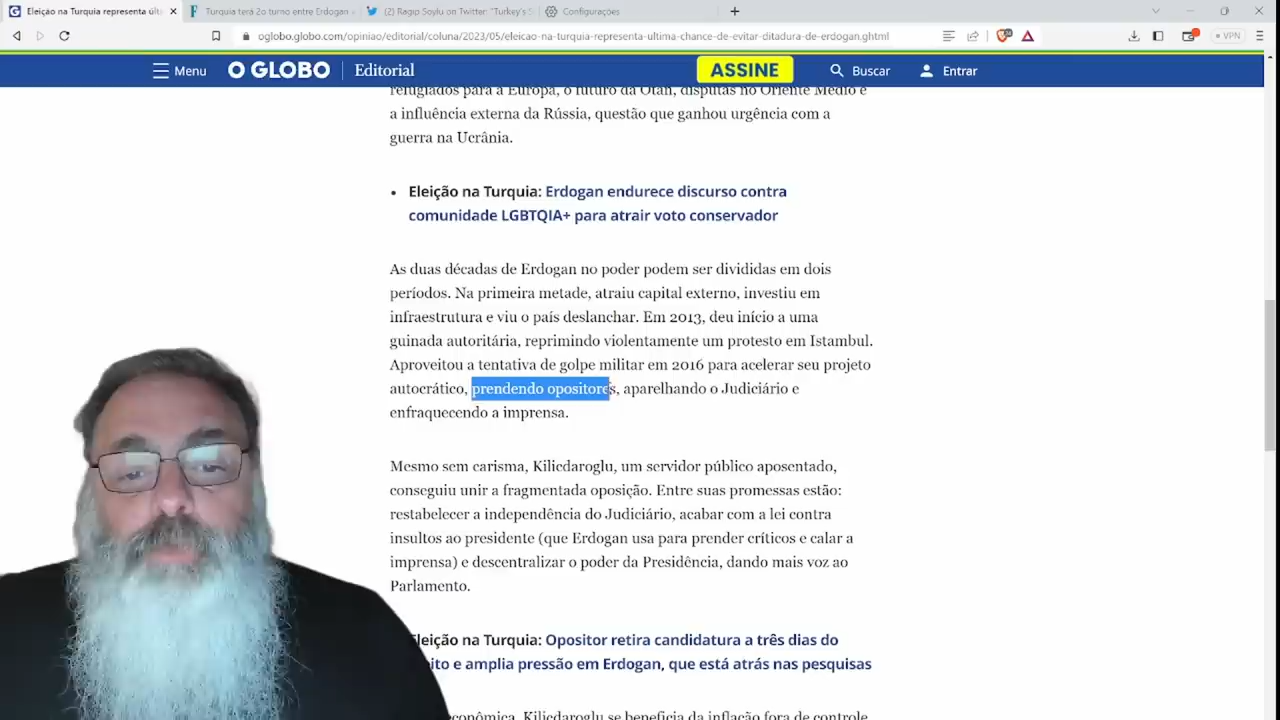 Eleição na Turquia representa últ
Turquia terá 2o turno entre Erdogan
(2) Ragıp Soylu on Twitter: "Turkey's
Configurações
oglobo.globo.com/opiniao/editorial/coluna/2023/05/eleicao-na-turquia-representa-ultima-chance-de-evitar-ditadura-de-erdogan.ghtml
VPN
Menu
O GLOBO
Editorial
ASSINE
Buscar
Entrar
refugiados para a Europa, o futuro da Otan, disputas no Oriente Médio e
a influência externa da Rússia, questão que ganhou urgência com a
guerra na Ucrânia.
• Eleição na Turquia: Erdogan endurece discurso contra
comunidade LGBTQIA+ para atrair voto conservador
As duas décadas de Erdogan no poder podem ser divididas em dois
períodos. Na primeira metade, atraiu capital externo, investiu em
infraestrutura e viu o país deslanchar. Em 2013, deu início a uma
guinada autoritária, reprimindo violentamente um protesto em Istambul.
Aproveitou a tentativa de golpe militar em 2016 para acelerar seu projeto
autocrático, prendendo opositores, aparelhando o Judiciário e
enfraquecendo a imprensa.
Mesmo sem carisma, Kilicdaroglu, um servidor público aposentado,
conseguiu unir a fragmentada oposição. Entre suas promessas estão:
restabelecer a independência do Judiciário, acabar com a lei contra
insultos ao presidente (que Erdogan usa para prender críticos e calar a
imprensa) e descentralizar o poder da Presidência, dando mais voz ao
Parlamento.
leição na Turquia: Opositor retira candidatura a três dias do
ito e amplia pressão em Erdogan, que está atrás nas pesquisas
econômica, Kilicdaroglu se beneficia da inflação fora de controle